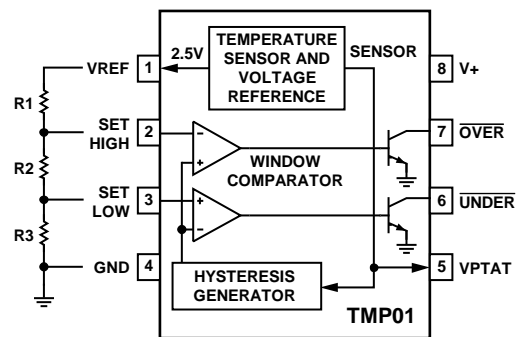 TEMPERATURE
SENSOR AND
VOLTAGE
REFERENCE
2.5V
SENSOR
VREF
1
8
V+
R1
SET
HIGH
2
7
OVER
R2
WINDOW
COMPARATOR
SET
LOW
3
6
UNDER
R3
GND
4
HYSTERESIS
GENERATOR
5
VPTAT
TMP01
−
+
+
−